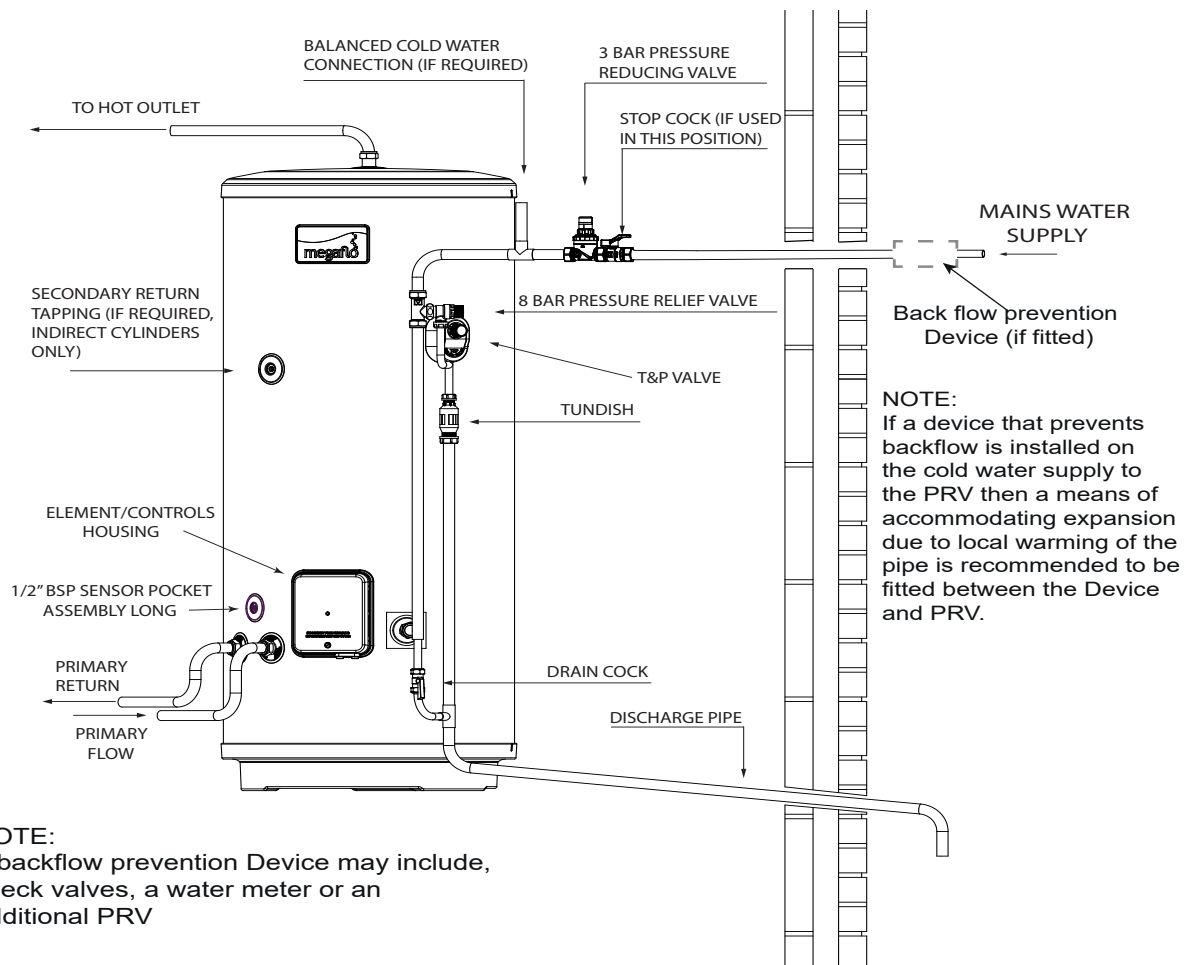 BALANCED COLD WATER
CONNECTION (IF REQUIRED)
3 BAR PRESSURE
REDUCING VALVE
TO HOT OUTLET
STOP COCK (IF USED
IN THIS POSITION)
megaflo
MAINS WATER
SUPPLY
SECONDARY RETURN
TAPPING (IF REQUIRED,
INDIRECT CYLINDERS
ONLY)
8 BAR PRESSURE RELIEF VALVE
Back flow prevention
Device (if fitted)
T&P VALVE
TUNDISH
NOTE:
If a device that prevents
backflow is installed on
the cold water supply to
the PRV then a means of
accommodating expansion
due to local warming of the
pipe is recommended to be
fitted between the Device
and PRV.
ELEMENT/CONTROLS
HOUSING
1/2” BSP SENSOR POCKET
ASSEMBLY LONG
PRIMARY
RETURN
DRAIN COCK
PRIMARY
FLOW
DISCHARGE PIPE
OTE:
backflow prevention Device may include,
eck valves, a water meter or an
dditional PRV